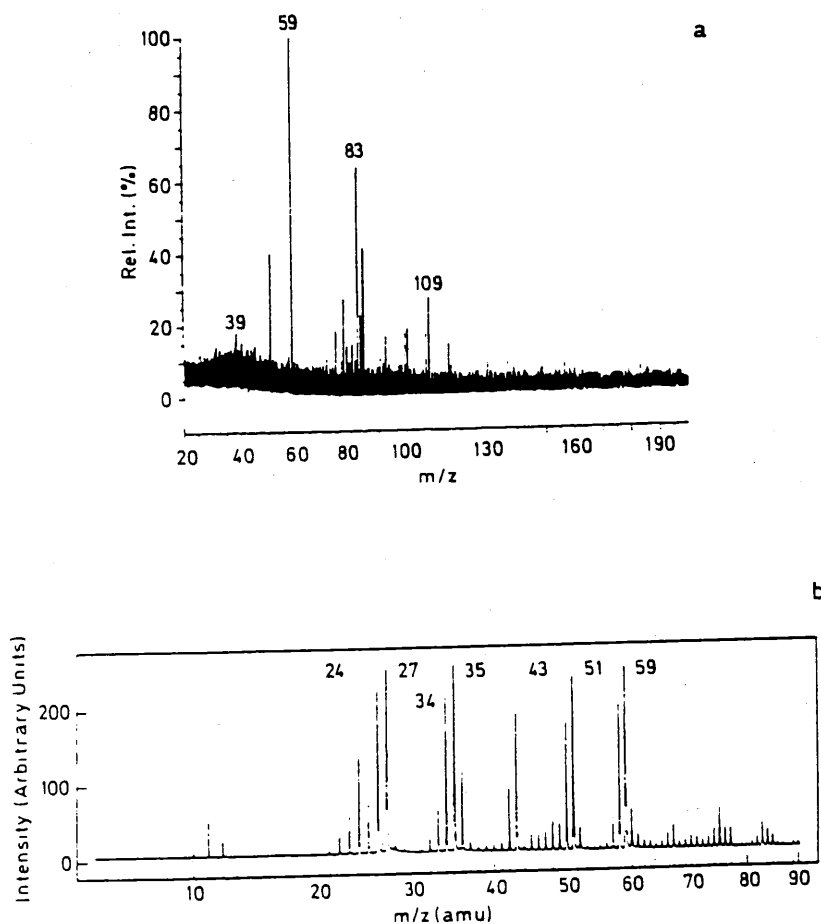 a
59
100
80
83
60
Rel. Int. (%)
40
109
39
20
0
20 40 60 80 100 130 160 190
m/z
b
Intensity (Arbitrary Units)
24 27 35 43 51 59
34
200
100
0
10 20 30 40 50 60 70 80 90
m/z (amu)